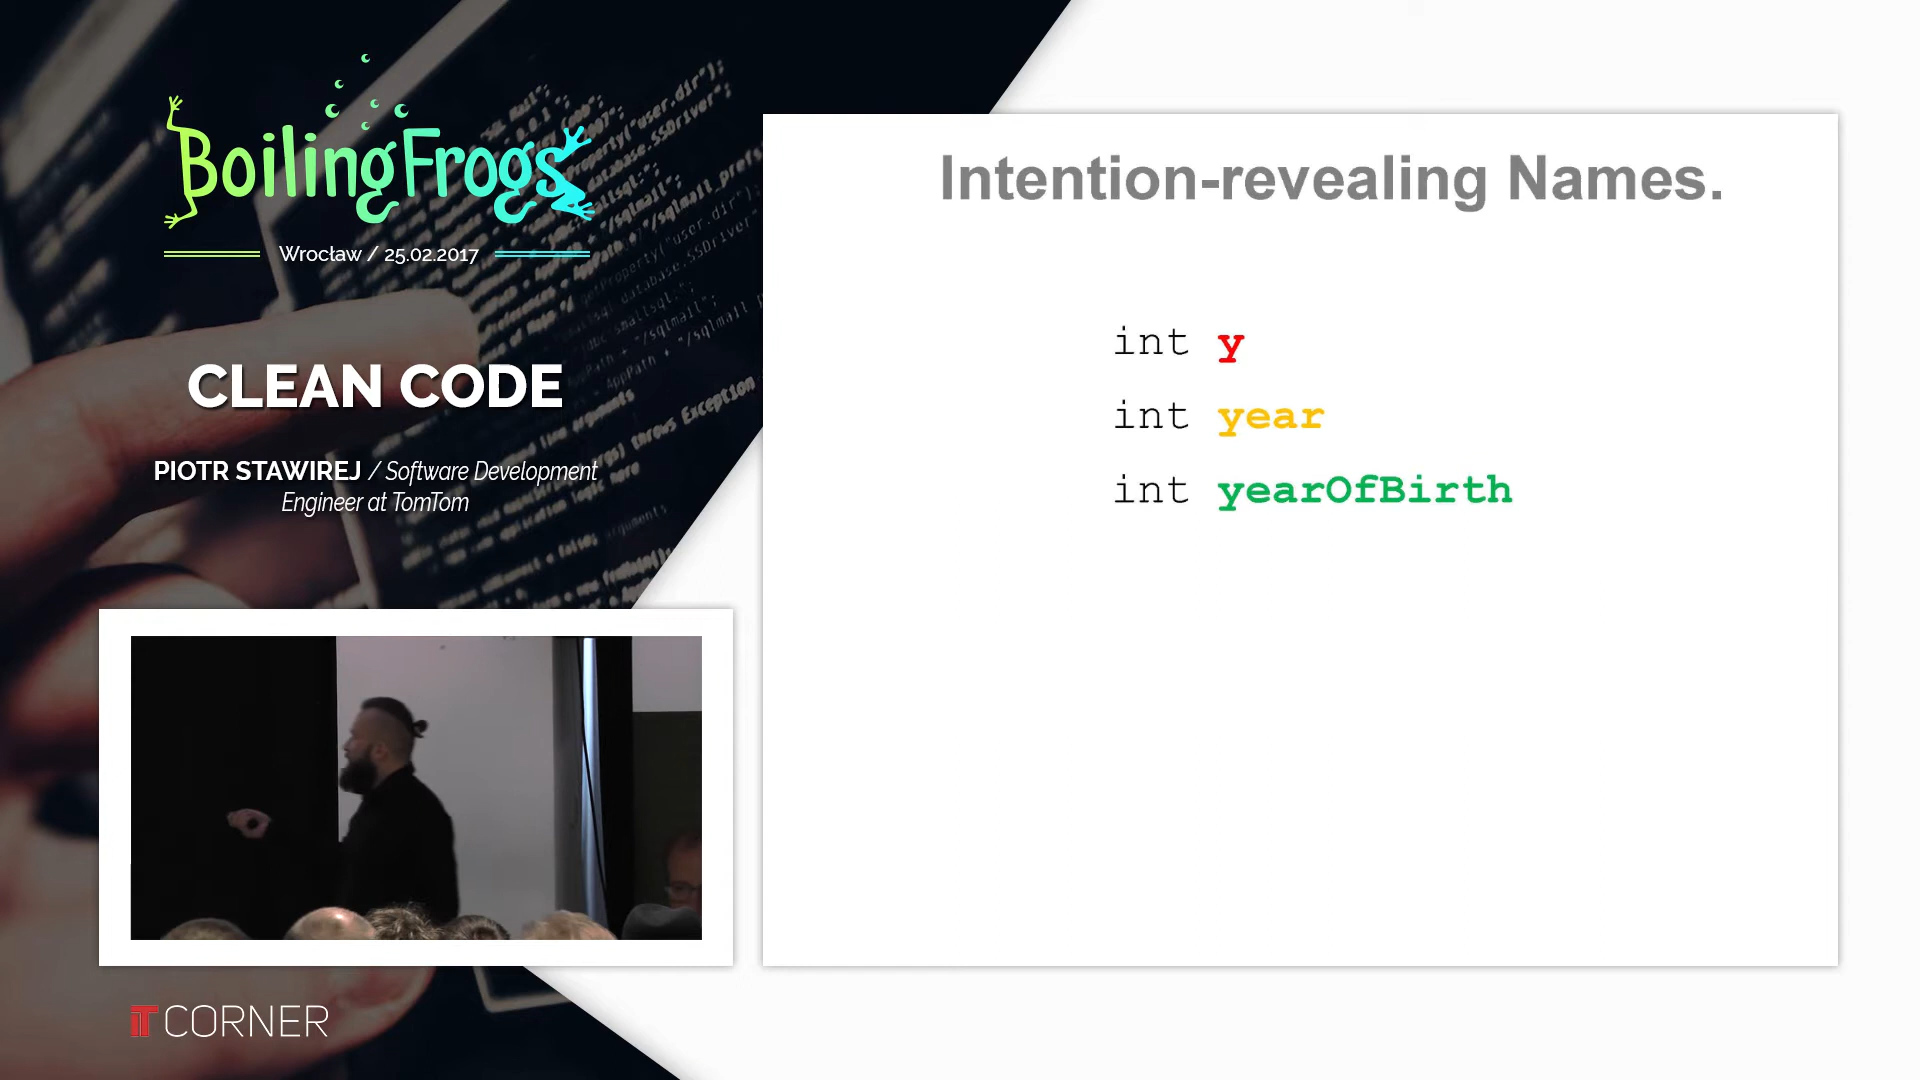 BoilingFrogs
Wrocław / 25.02.2017
CLEAN CODE
PIOTR STAWIREJ / Software Development
Engineer at TomTom
IT CORNER
Intention-revealing Names.
int y
int year
int yearOfBirth